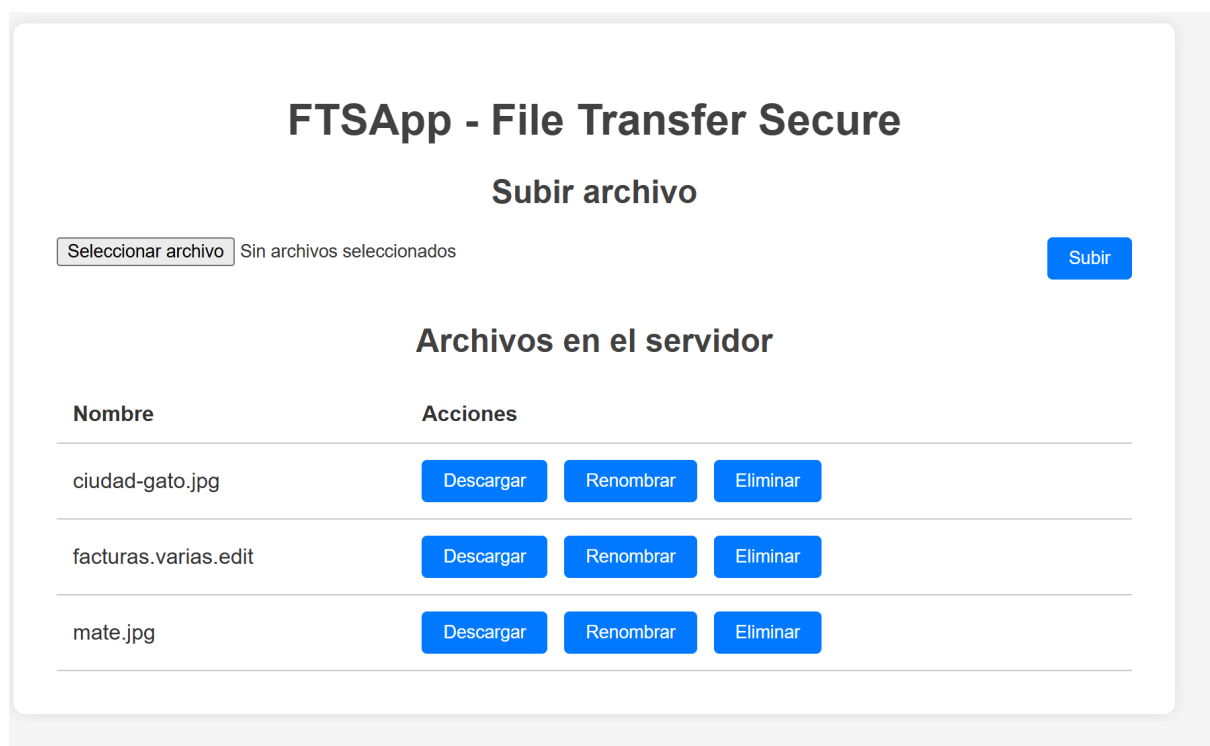 FTSApp - File Transfer Secure
Subir archivo
Seleccionar archivo Sin archivos seleccionados Subir
Archivos en el servidor
Nombre Acciones
ciudad-gato.jpg Descargar Renombrar Eliminar
facturas.varias.edit Descargar Renombrar Eliminar
mate.jpg Descargar Renombrar Eliminar